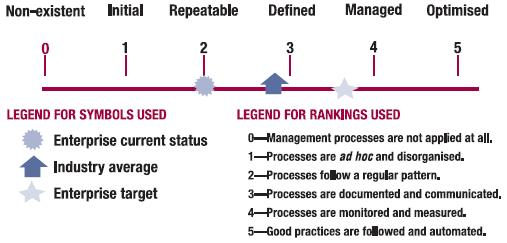 Non-existent Initial Repeatable Defined Managed Optimised
0 1 2 3 4 5
LEGEND FOR SYMBOLS USED
Enterprise current status
Industry average
Enterprise target
LEGEND FOR RANKINGS USED
0—Management processes are not applied at all.
1—Processes are ad hoc and disorganised.
2—Processes follow a regular pattern.
3—Processes are documented and communicated.
4—Processes are monitored and measured.
5—Good practices are followed and automated.